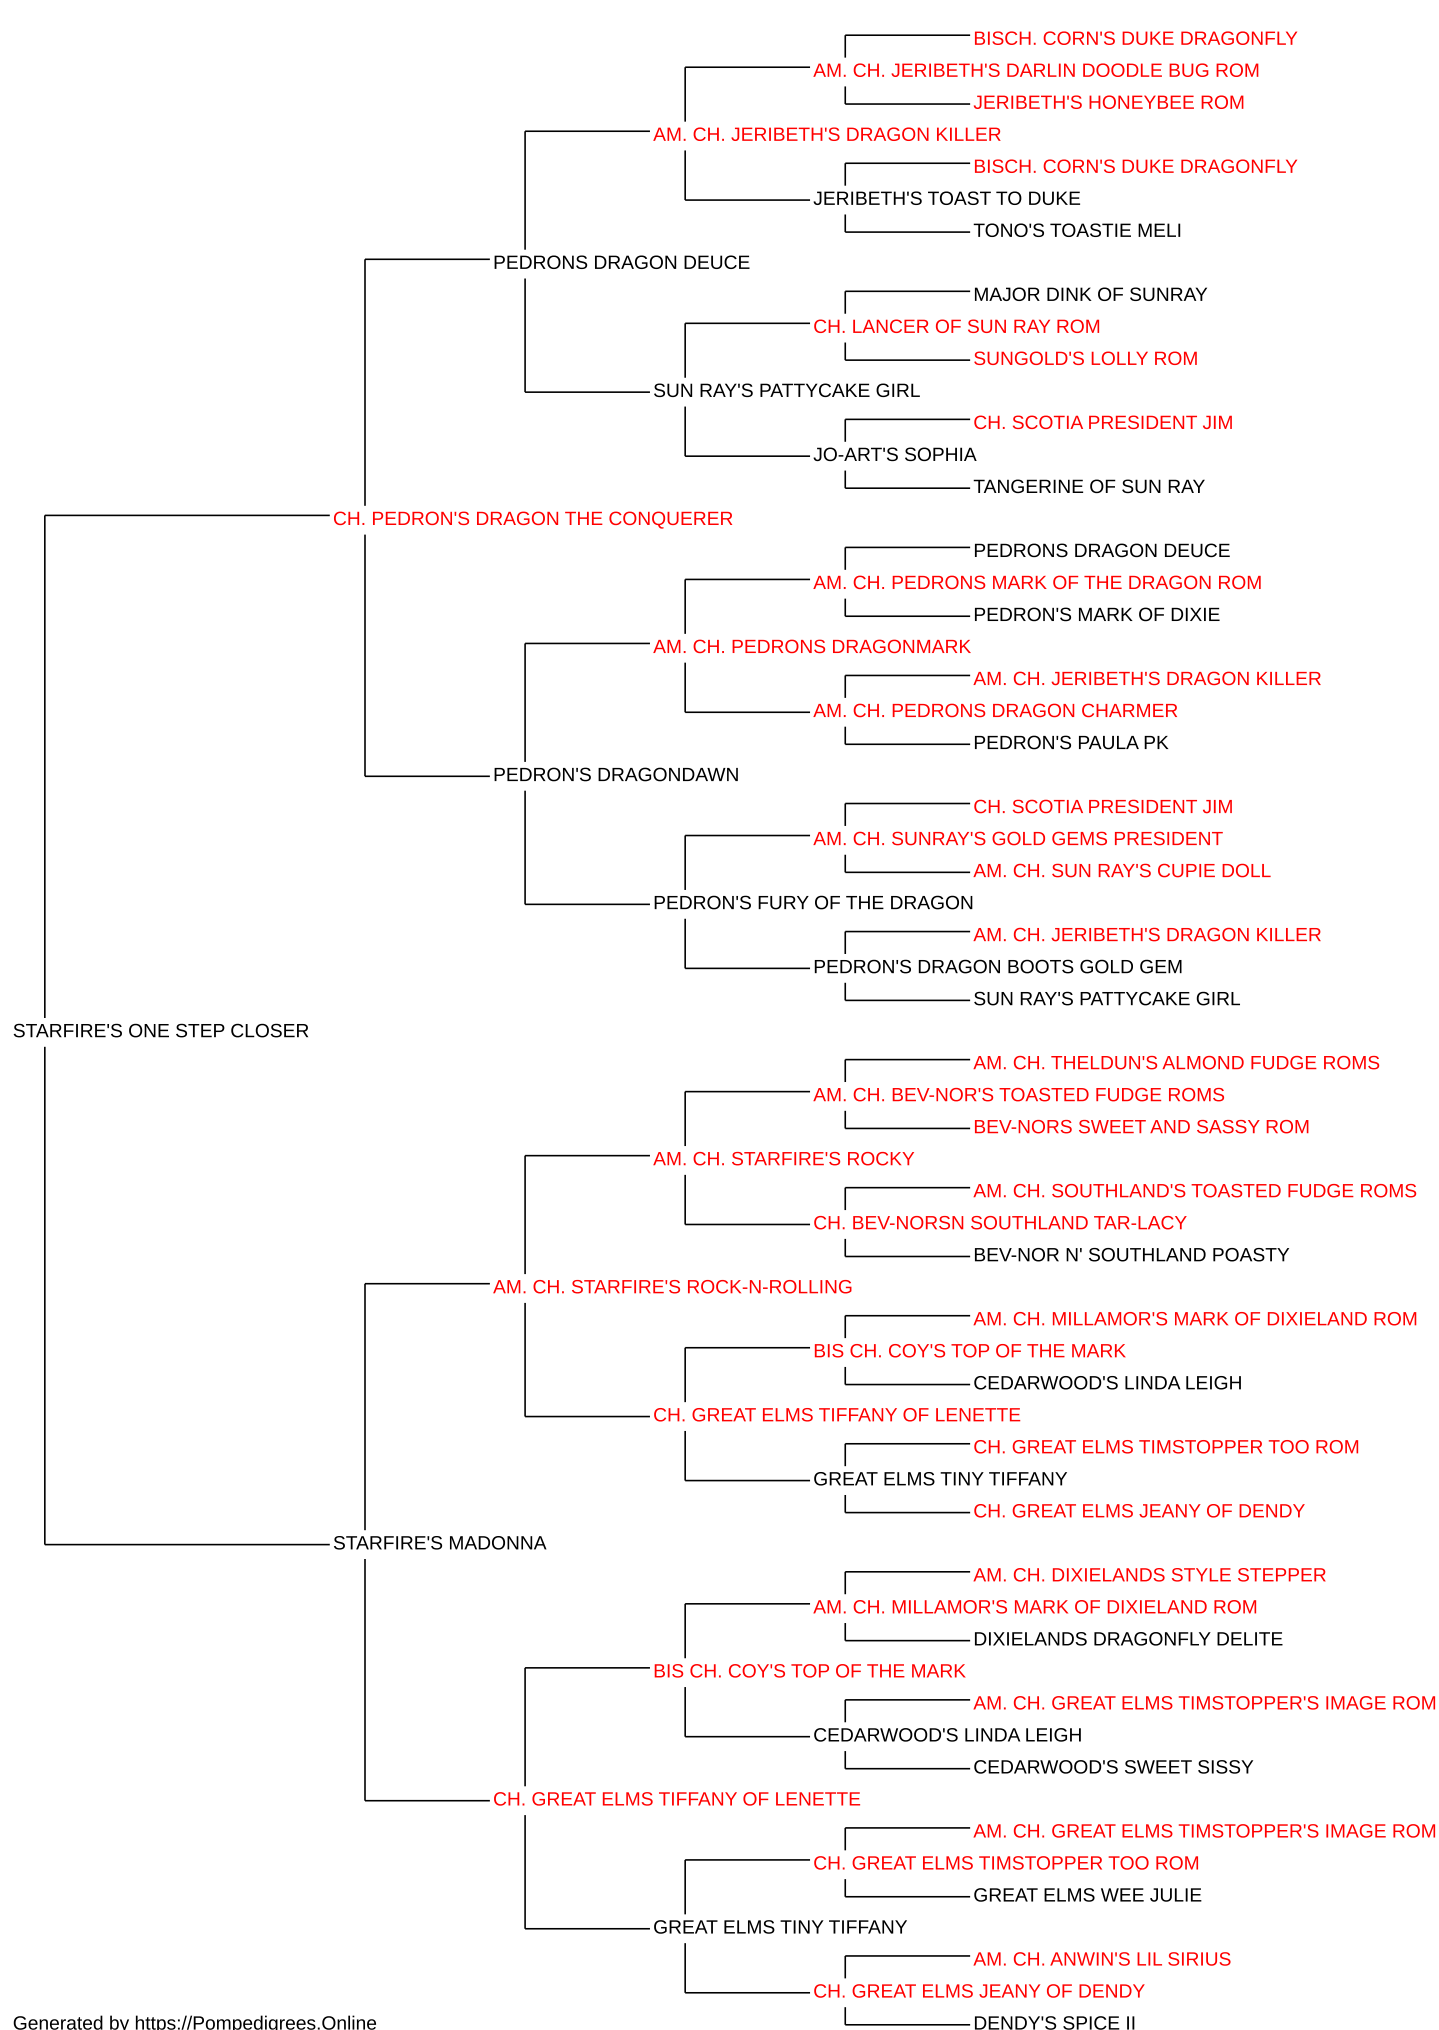 BISCH. CORN'S DUKE DRAGONFLY
AM. CH. JERIBETH'S DARLIN DOODLE BUG ROM
JERIBETH'S HONEYBEE ROM
AM. CH. JERIBETH'S DRAGON KILLER
BISCH. CORN'S DUKE DRAGONFLY
JERIBETH'S TOAST TO DUKE
TONO'S TOASTIE MELI
PEDRONS DRAGON DEUCE
MAJOR DINK OF SUNRAY
CH. LANCER OF SUN RAY ROM
SUNGOLD'S LOLLY ROM
SUN RAY'S PATTYCAKE GIRL
CH. SCOTIA PRESIDENT JIM
JO-ART'S SOPHIA
TANGERINE OF SUN RAY
CH. PEDRON'S DRAGON THE CONQUERER
PEDRONS DRAGON DEUCE
AM. CH. PEDRONS MARK OF THE DRAGON ROM
PEDRON'S MARK OF DIXIE
AM. CH. PEDRONS DRAGONMARK
AM. CH. JERIBETH'S DRAGON KILLER
AM. CH. PEDRONS DRAGON CHARMER
PEDRON'S PAULA PK
PEDRON'S DRAGONDAWN
CH. SCOTIA PRESIDENT JIM
AM. CH. SUNRAY'S GOLD GEMS PRESIDENT
AM. CH. SUN RAY'S CUPIE DOLL
PEDRON'S FURY OF THE DRAGON
AM. CH. JERIBETH'S DRAGON KILLER
PEDRON'S DRAGON BOOTS GOLD GEM
SUN RAY'S PATTYCAKE GIRL
STARFIRE'S ONE STEP CLOSER
AM. CH. THELDUN'S ALMOND FUDGE ROMS
AM. CH. BEV-NOR'S TOASTED FUDGE ROMS
BEV-NORS SWEET AND SASSY ROM
AM. CH. STARFIRE'S ROCKY
AM. CH. SOUTHLAND'S TOASTED FUDGE ROMS
CH. BEV-NORSN SOUTHLAND TAR-LACY
BEV-NOR N' SOUTHLAND POASTY
AM. CH. STARFIRE'S ROCK-N-ROLLING
AM. CH. MILLAMOR'S MARK OF DIXIELAND ROM
BIS CH. COY'S TOP OF THE MARK
CEDARWOOD'S LINDA LEIGH
CH. GREAT ELMS TIFFANY OF LENETTE
CH. GREAT ELMS TIMSTOPPER TOO ROM
GREAT ELMS TINY TIFFANY
CH. GREAT ELMS JEANY OF DENDY
STARFIRE'S MADONNA
AM. CH. DIXIELANDS STYLE STEPPER
AM. CH. MILLAMOR'S MARK OF DIXIELAND ROM
DIXIELANDS DRAGONFLY DELITE
BIS CH. COY'S TOP OF THE MARK
AM. CH. GREAT ELMS TIMSTOPPER'S IMAGE ROM
CEDARWOOD'S LINDA LEIGH
CEDARWOOD'S SWEET SISSY
CH. GREAT ELMS TIFFANY OF LENETTE
AM. CH. GREAT ELMS TIMSTOPPER'S IMAGE ROM
CH. GREAT ELMS TIMSTOPPER TOO ROM
GREAT ELMS WEE JULIE
GREAT ELMS TINY TIFFANY
AM. CH. ANWIN'S LIL SIRIUS
CH. GREAT ELMS JEANY OF DENDY
DENDY'S SPICE II
Generated by https://Pompedigrees.Online